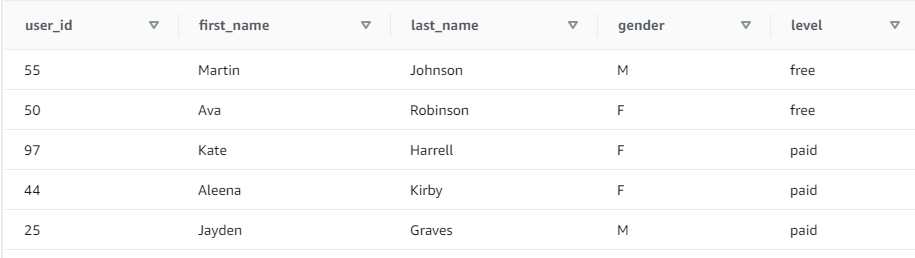 user_id first_name last_name gender level
55 Martin Johnson M free
50 Ava Robinson F free
97 Kate Harrell F paid
44 Aleena Kirby F paid
25 Jayden Graves M paid